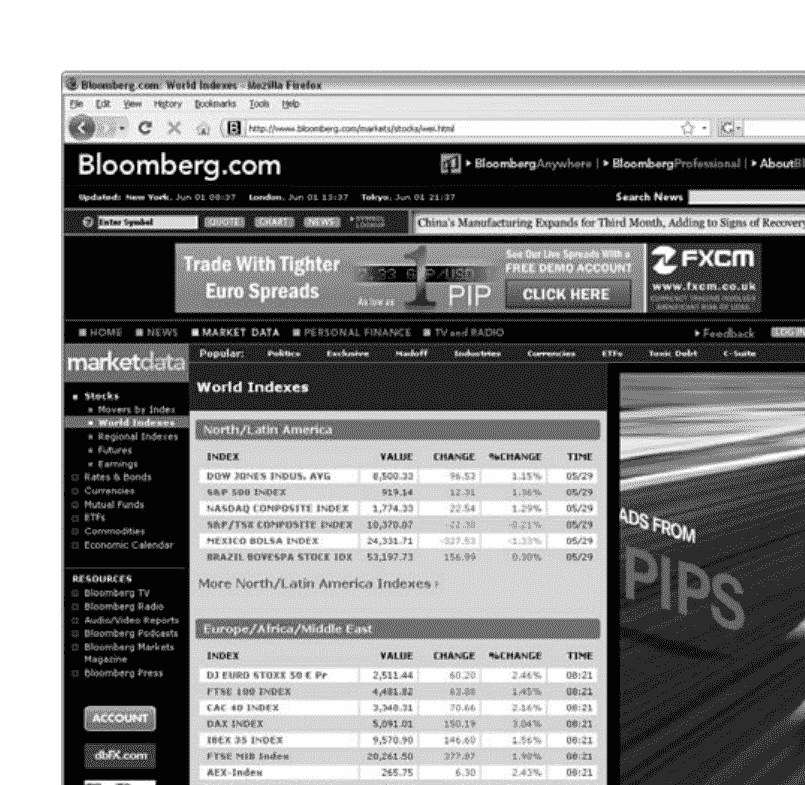 Bloomberg.com: World Indexes - Mozilla Firefox
File Edit View History Bookmarks Tools Help
http://www.bloomberg.com/markets/stocks/wei.html
Bloomberg.com
BloombergAnywhere | BloombergProfessional | About
Updated: New York, Jun 01 08:37 London, Jun 01 13:37 Tokyo, Jun 01 21:37
Search News
Enter Symbol QUOTE CHART NEWS
China's Manufacturing Expands for Third Month, Adding to Signs of Recovery
Trade With Tighter
Euro Spreads
As low as 1 PIP
See Our Live Spreads With a
FREE DEMO ACCOUNT
CLICK HERE
FXCM
www.fxcm.co.uk
HOME NEWS MARKET DATA PERSONAL FINANCE TV and RADIO
Feedback
marketdata
Popular: Politics Exclusive Madoff Industries Currencies ETFs Toxic Debt C-Suite
Stocks
Movers by Index
World Indexes
Regional Indexes
Futures
Earnings
Rates & Bonds
Currencies
Mutual Funds
ETFs
Commodities
Economic Calendar
RESOURCES
Bloomberg TV
Bloomberg Radio
Audio/Video Reports
Bloomberg Podcasts
Bloomberg Markets
Magazine
Bloomberg Press
ACCOUNT
dbFX.com
World Indexes
North/Latin America
INDEX VALUE CHANGE %CHANGE TIME
DOW JONES INDUS. AVG 8,500.33 96.53 1.15% 05/29
S&P 500 INDEX 919.14 12.31 1.36% 05/29
NASDAQ COMPOSITE INDEX 1,774.33 22.54 1.29% 05/29
S&P/TSX COMPOSITE INDEX 10,370.07 -22.38 -0.21% 05/29
MEXICO BOLSA INDEX 24,331.71 -327.53 -1.33% 05/29
BRAZIL BOVESPA STOCK IDX 53,197.73 156.99 0.30% 05/29
More North/Latin America Indexes
Europe/Africa/Middle East
INDEX VALUE CHANGE %CHANGE TIME
DJ EURO STOXX 50 € Pr 2,511.44 60.20 2.46% 08:21
FTSE 100 INDEX 4,481.82 1.45% 08:21
CAC 40 INDEX 3,348.31 70.66 2.16% 08:21
DAX INDEX 5,091.01 150.19 3.04% 08:21
IBEX 35 INDEX 9,570.90 146.60 1.56% 08:21
FTSE MIB Index 20,261.50 377.97 1.90% 08:21
AEX-Index 265.75 6.30 2.43% 08:21
ADS FROM
PIPS